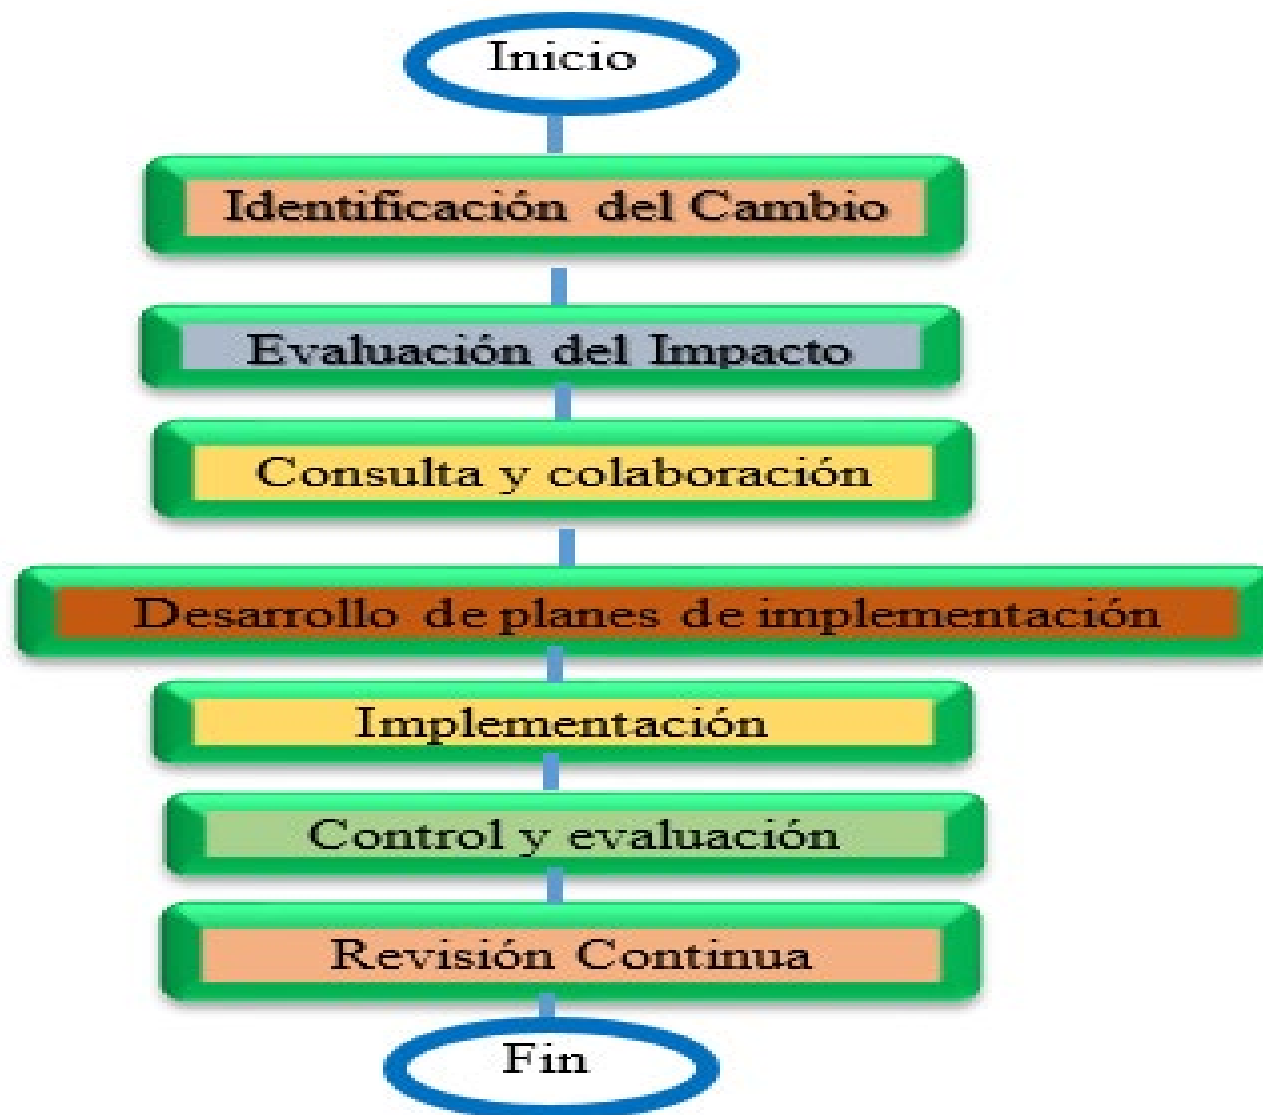 Inicio
Identificación del Cambio
Evaluación del Impacto
Consulta y colaboración
Desarrollo de planes de implementación
Implementación
Control y evaluación
Revisión Continua
Fin